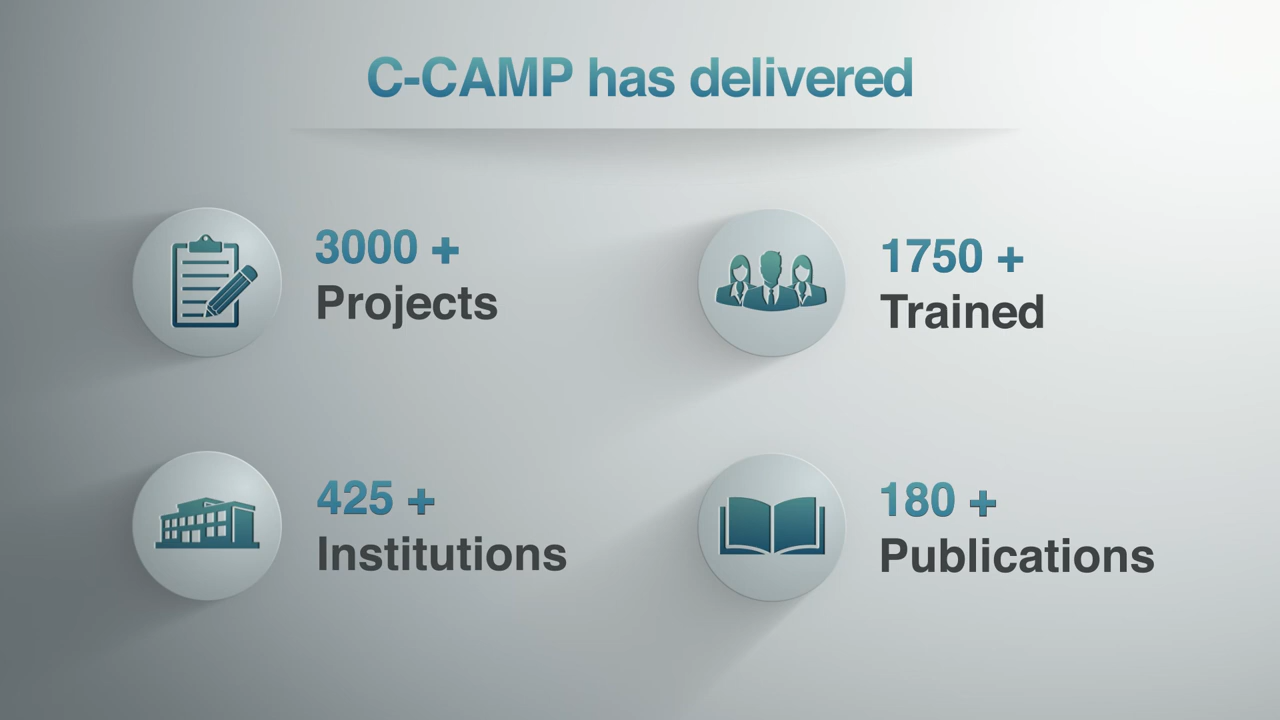 C-CAMP has delivered
3000 +
Projects
1750 +
Trained
425 +
Institutions
180 +
Publications